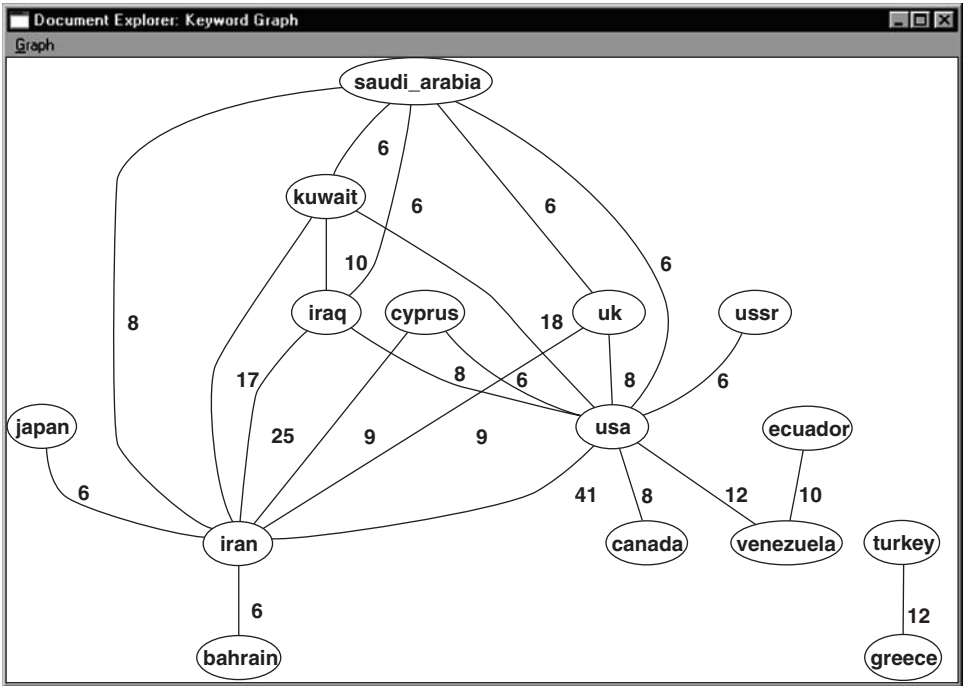 Document Explorer: Keyword Graph
Graph
saudi_arabia
6
kuwait
6
6
10
6
iraq
cyprus
uk
ussr
8
18
17
8
6
8
6
japan
usa
ecuador
25
9
9
6
41
8
12
10
iran
canada
venezuela
turkey
6
12
bahrain
greece